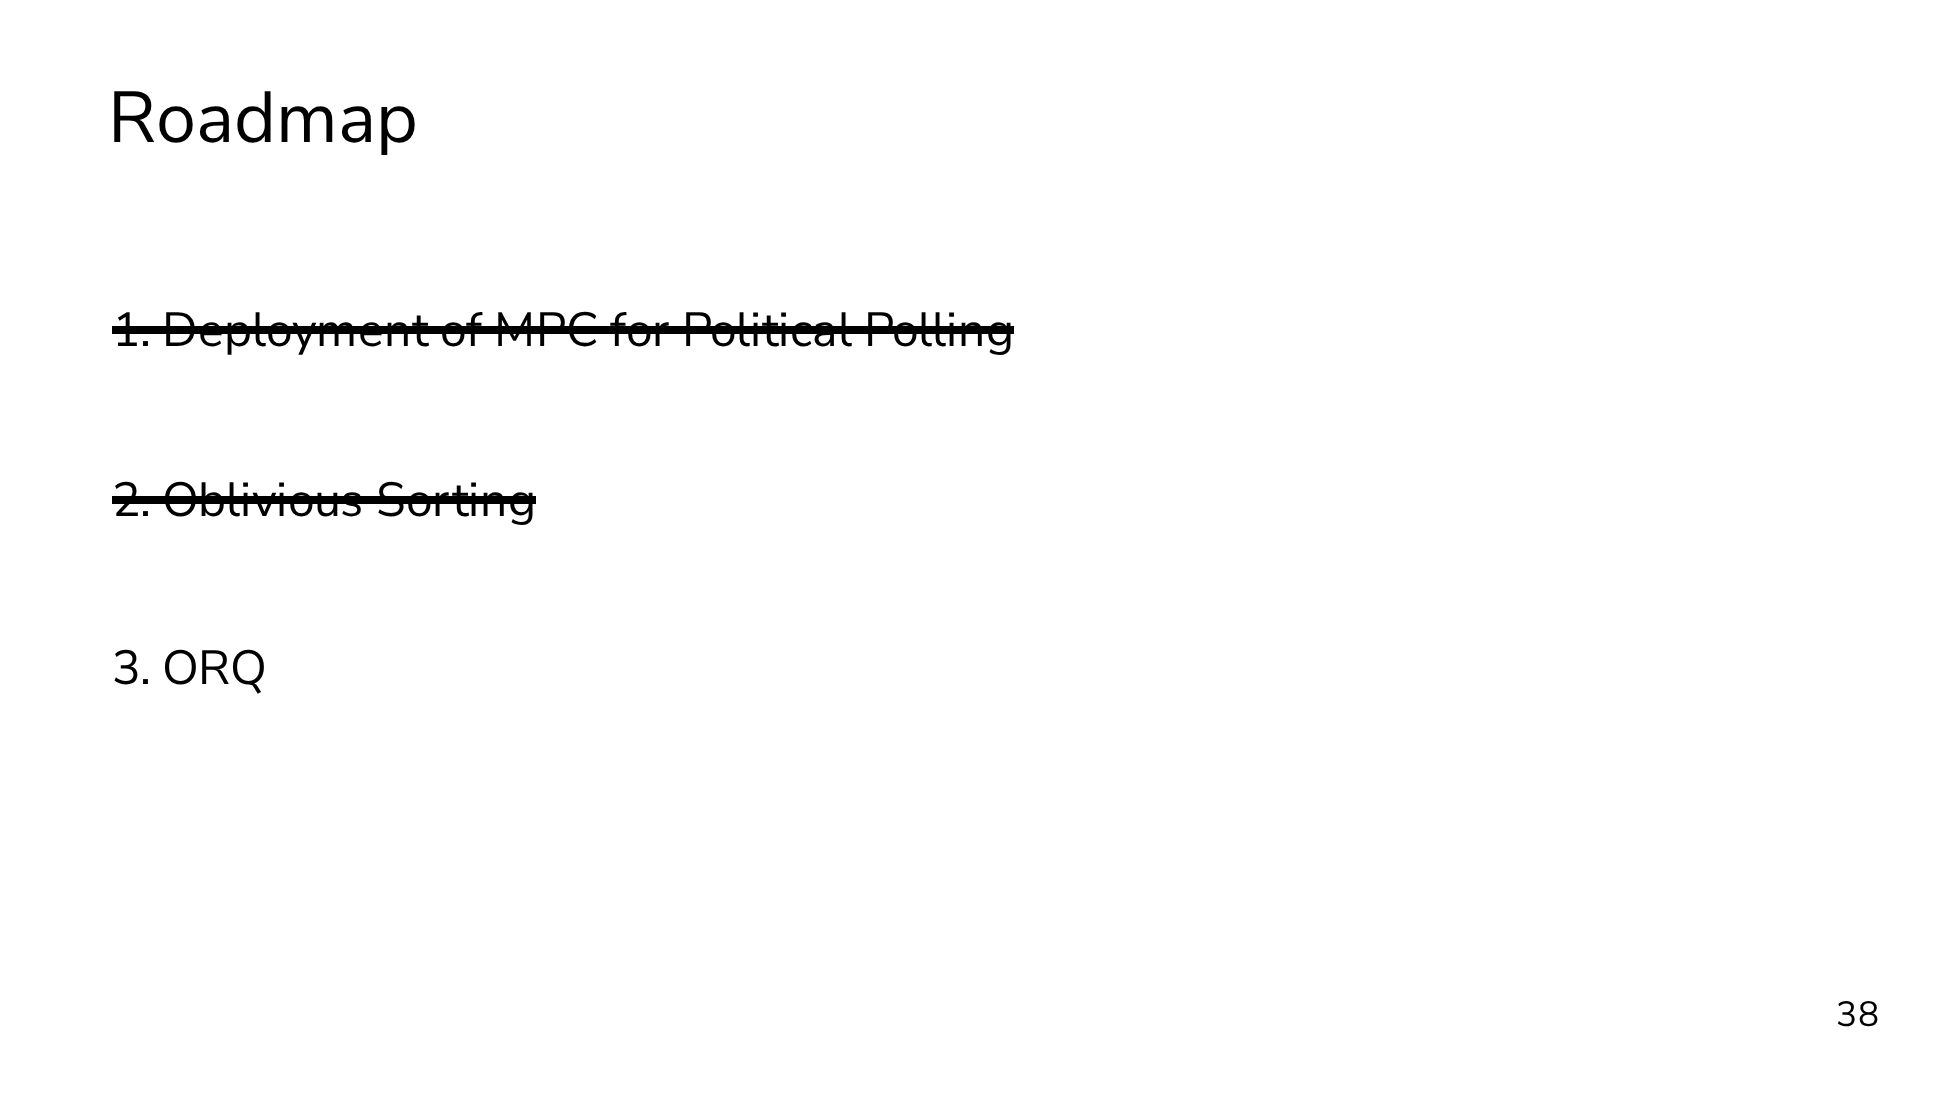 Roadmap
1. Deployment of MPC for Political Polling
2. Oblivious Sorting
3. ORQ
38